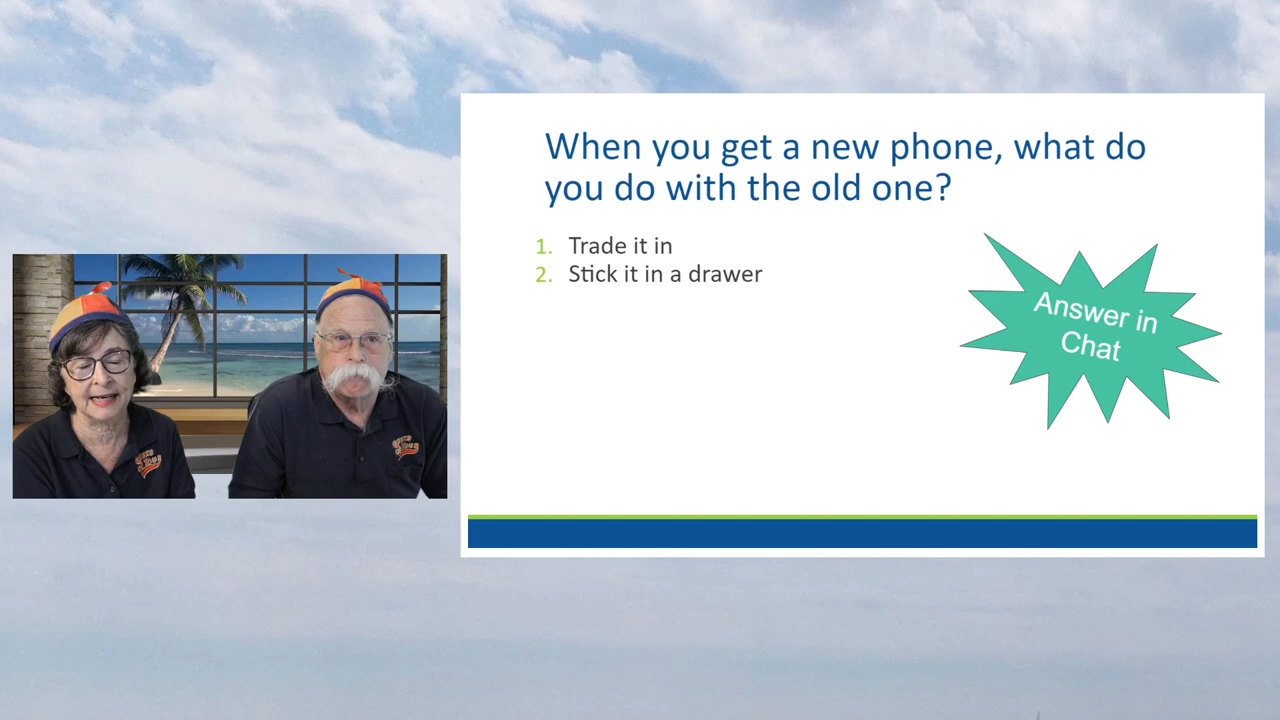 When you get a new phone, what do
you do with the old one?
1. Trade it in
2. Stick it in a drawer
Answer in
Chat